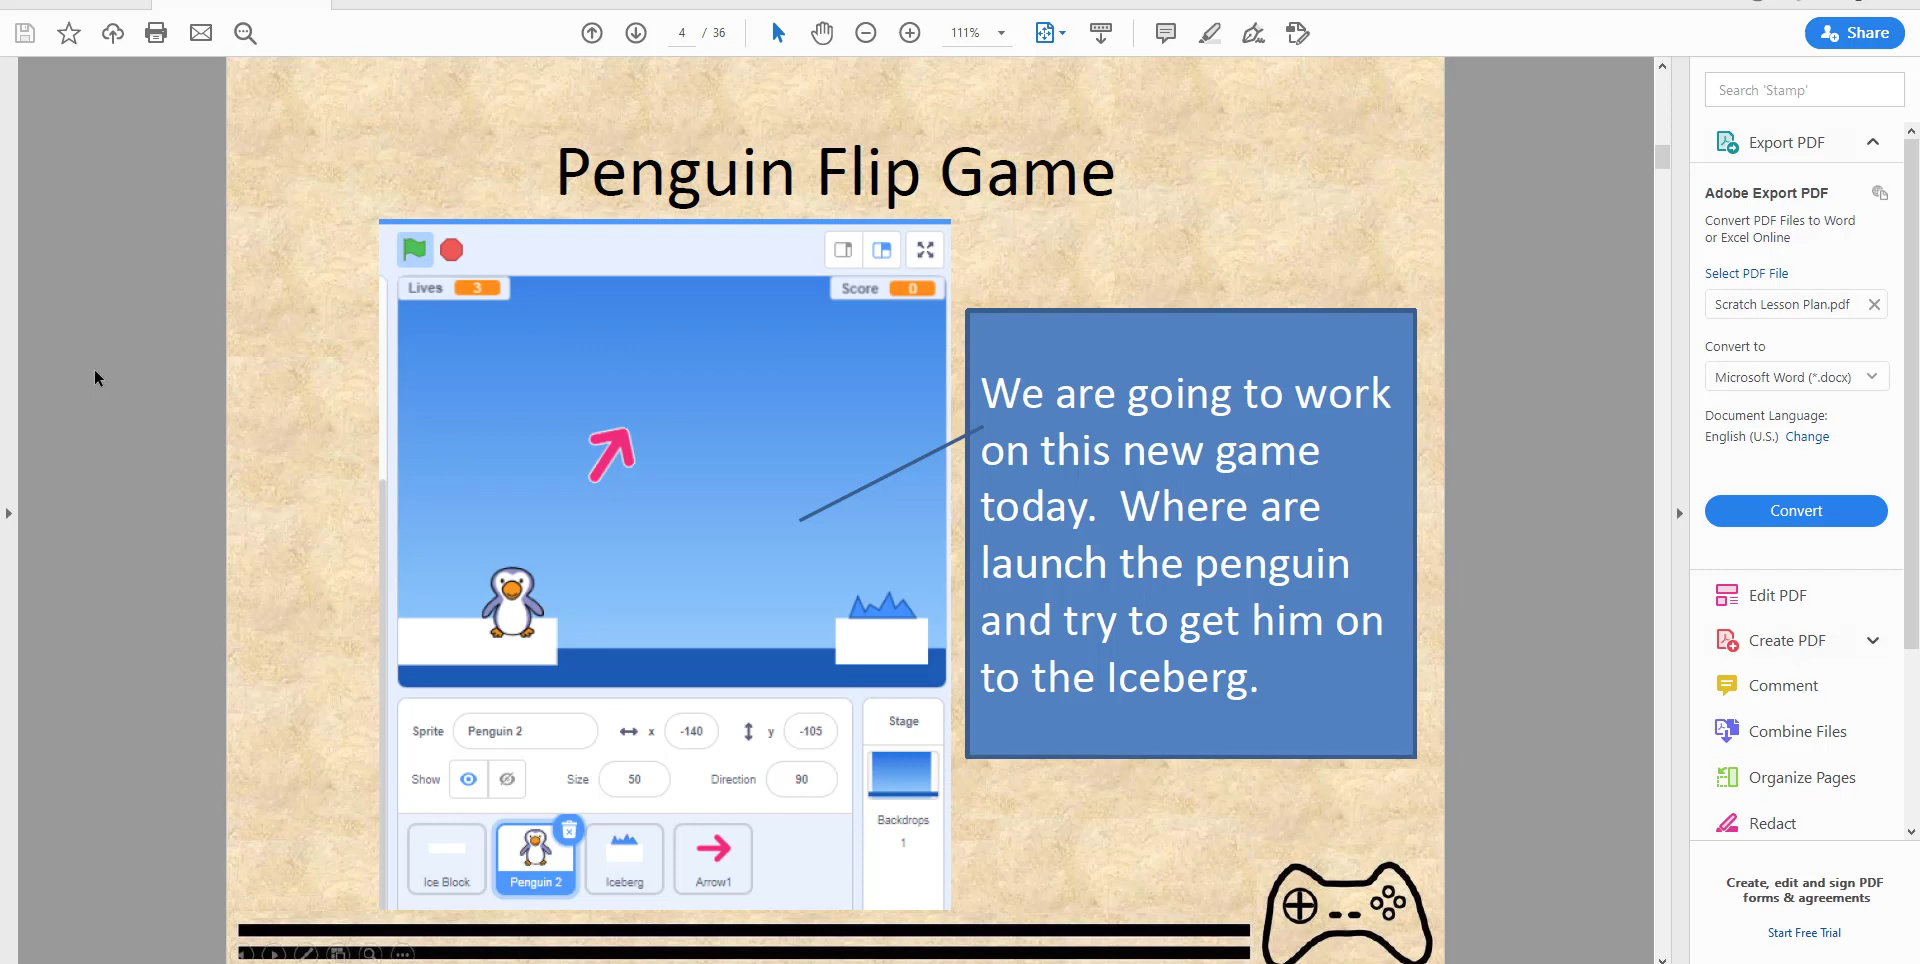 4 / 36
111%
Share
Penguin Flip Game
Lives 3
Score 0
We are going to work
on this new game
today. Where are
launch the penguin
and try to get him on
to the Iceberg.
Sprite Penguin 2 x -140 y -105
Show Size 50 Direction 90
Stage
Backdrops
1
Ice Block
Penguin 2
Iceberg
Arrow1
Search 'Stamp'
Export PDF
Adobe Export PDF
Convert PDF Files to Word
or Excel Online
Select PDF File
Scratch Lesson Plan.pdf
Convert to
Microsoft Word (*.docx)
Document Language:
English (U.S.) Change
Convert
Edit PDF
Create PDF
Comment
Combine Files
Organize Pages
Redact
Create, edit and sign PDF
forms & agreements
Start Free Trial